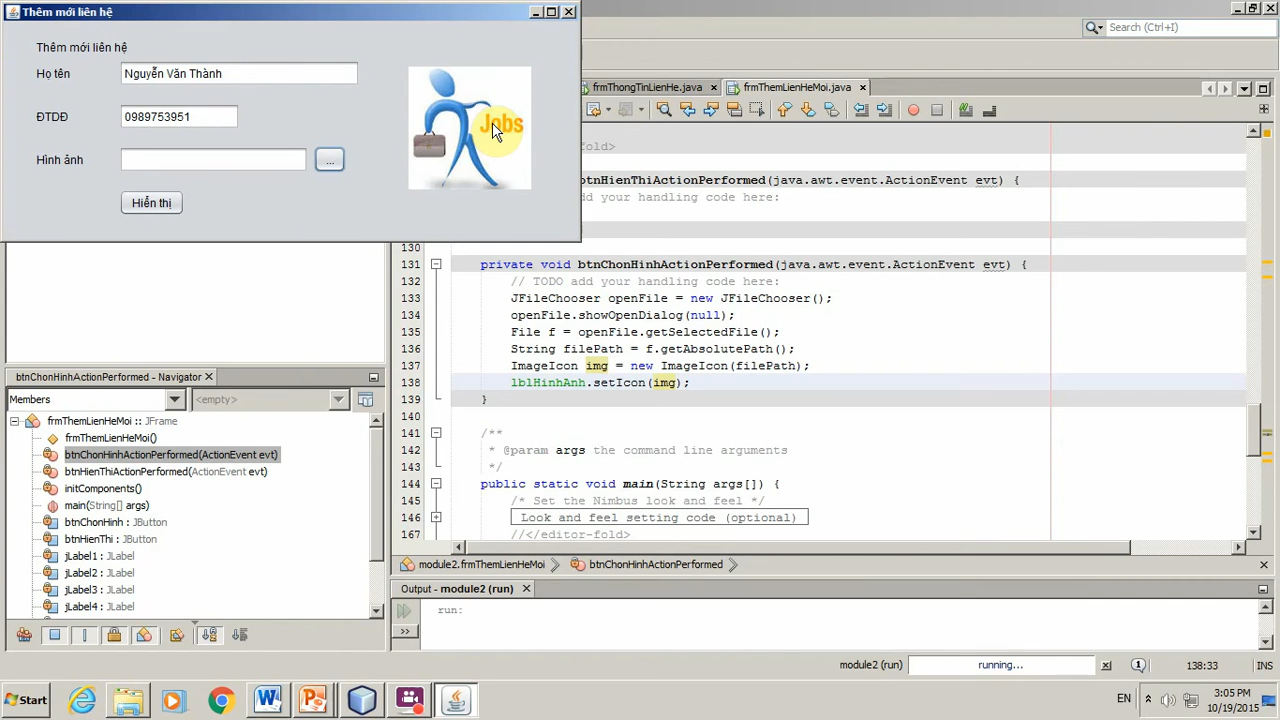 Thêm mới liên hệ
Thêm mới liên hệ
Họ tên
Nguyễn Văn Thành
ĐTDĐ
0989753951
Hình ảnh
...
Hiển thị
Jobs
Search (Ctrl+I)
frmThongTinLienHe.java
frmThemLienHeMoi.java
fold>
btnHienThiActionPerformed(java.awt.event.ActionEvent evt) {
dd your handling code here:
130
131 private void btnChonHinhActionPerformed(java.awt.event.ActionEvent evt) {
132 // TODO add your handling code here:
133 JFileChooser openFile = new JFileChooser();
134 openFile.showOpenDialog(null);
135 File f = openFile.getSelectedFile();
136 String filePath = f.getAbsolutePath();
137 ImageIcon img = new ImageIcon(filePath);
138 lblHinhAnh.setIcon(img);
139 }
140
141 /**
142 * @param args the command line arguments
143 */
144 public static void main(String args[]) {
145 /* Set the Nimbus look and feel */
146 Look and feel setting code (optional)
167 //</editor-fold>
module2.frmThemLienHeMoi
btnChonHinhActionPerformed
btnChonHinhActionPerformed - Navigator
Members
<empty>
frmThemLienHeMoi :: JFrame
frmThemLienHeMoi()
btnChonHinhActionPerformed(ActionEvent evt)
btnHienThiActionPerformed(ActionEvent evt)
initComponents()
main(String[] args)
btnChonHinh : JButton
btnHienThi : JButton
jLabel1 : JLabel
jLabel2 : JLabel
jLabel3 : JLabel
jLabel4 : JLabel
Output - module2 (run)
run:
module2 (run)
running...
1
138:33
INS
Start
EN
3:05 PM
10/19/2015